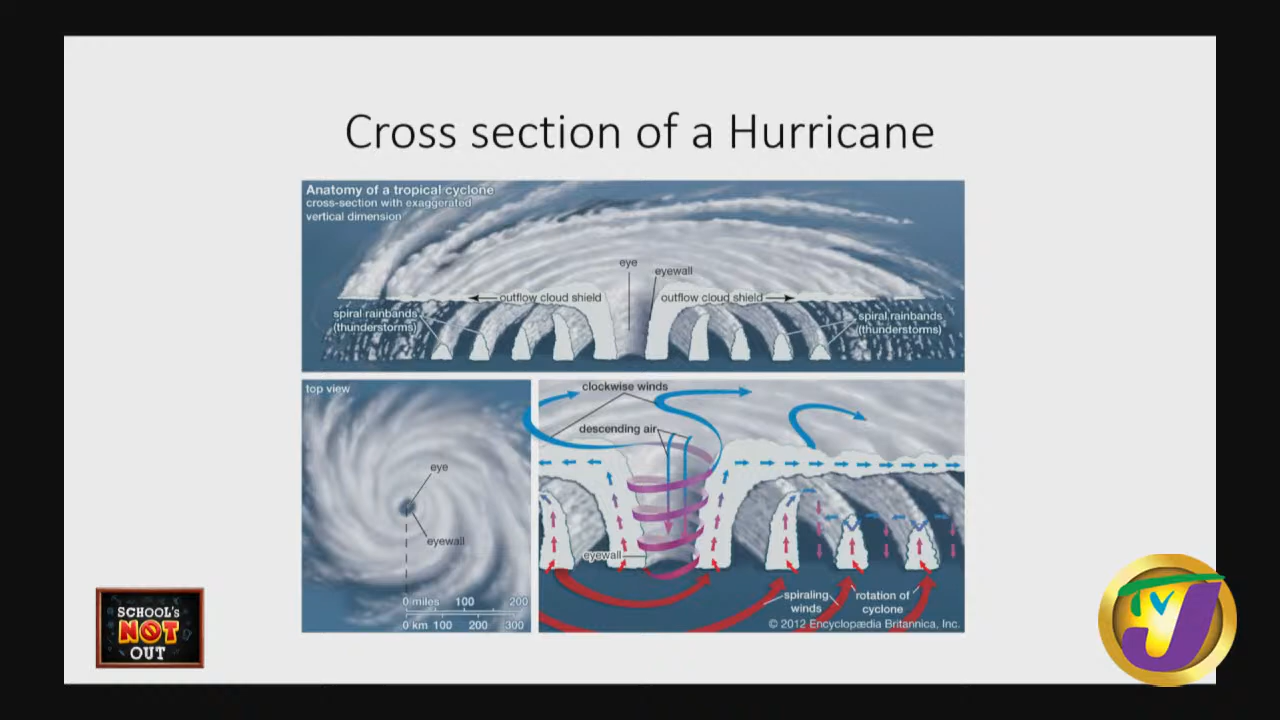 Cross section of a Hurricane
Anatomy of a tropical cyclone
cross-section with exaggerated
vertical dimension
eye
eyewall
outflow cloud shield
outflow cloud shield
spiral rainbands
(thunderstorms)
spiral rainbands
(thunderstorms)
top view
eye
eyewall
0 miles 100 200
0 km 100 200 300
clockwise winds
descending air
eyewall
spiraling
winds
rotation of
cyclone
© 2012 Encyclopædia Britannica, Inc.
SCHOOL's
NOT
OUT
TVJ